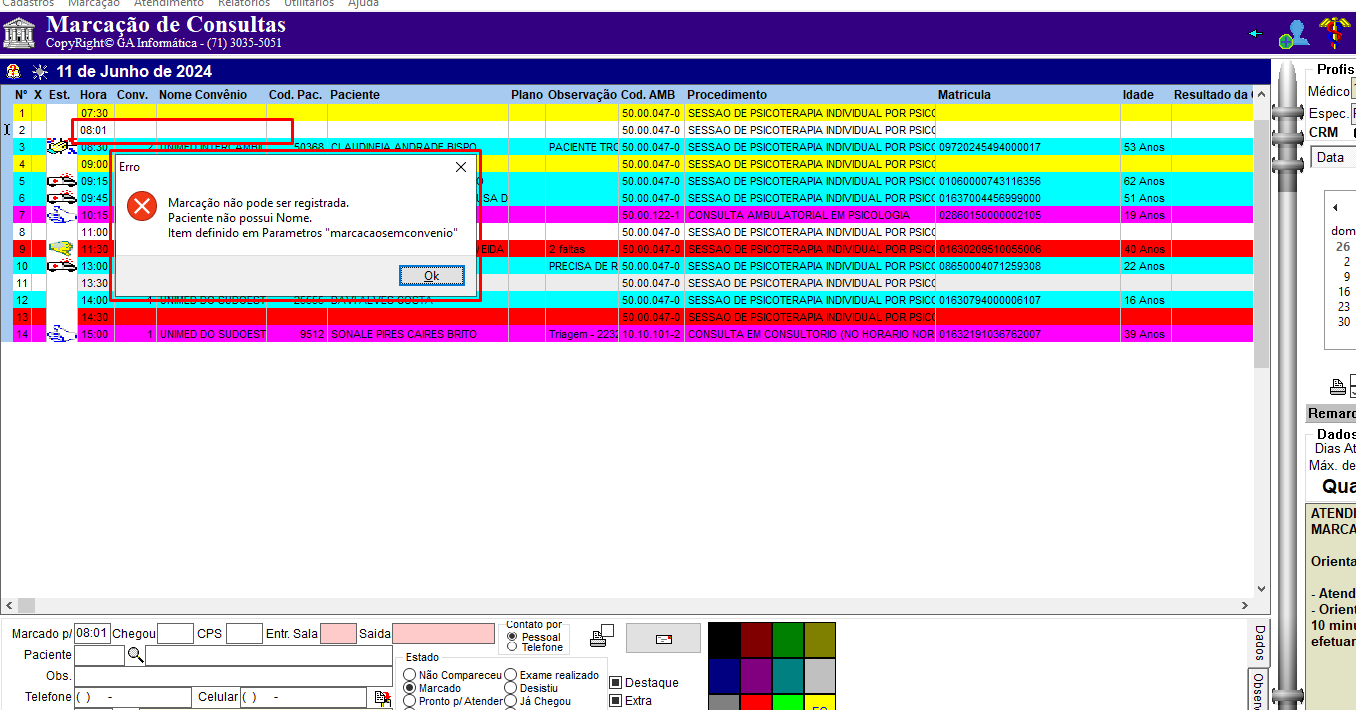 Cadastros Marcação Atendimento Relatórios Utilitários Ajuda
Marcação de Consultas
CopyRight© GA Informática - (71) 3035-5051
11 de Junho de 2024
N° X Est. Hora Conv. Nome Convênio Cod. Pac. Paciente Plano Observação Cod. AMB Procedimento Matricula Idade Resultado da
1 07:30 50.00.047-0 SESSAO DE PSICOTERAPIA INDIVIDUAL POR PSIC
2 08:01 50.00.047-0 SESSAO DE PSICOTERAPIA INDIVIDUAL POR PSIC
3 08:30 2 UNIMED INTERCAMBI 50368 CLAUDINEIA ANDRADE BISPO PACIENTE TRO 50.00.047-0 SESSAO DE PSICOTERAPIA INDIVIDUAL POR PSIC 09720245494000017 53 Anos
4 09:00 50.00.047-0 SESSAO DE PSICOTERAPIA INDIVIDUAL POR PSIC
5 09:15 O 50.00.047-0 SESSAO DE PSICOTERAPIA INDIVIDUAL POR PSIC 01060000743116356 62 Anos
6 09:45 USA D 50.00.047-0 SESSAO DE PSICOTERAPIA INDIVIDUAL POR PSIC 01637004456999000 51 Anos
7 10:15 50.00.122-1 CONSULTA AMBULATORIAL EM PSICOLOGIA 02860150000002105 19 Anos
8 11:00 50.00.047-0 SESSAO DE PSICOTERAPIA INDIVIDUAL POR PSIC
9 11:30 EIDA 2 faltas 50.00.047-0 SESSAO DE PSICOTERAPIA INDIVIDUAL POR PSIC 01630209510055006 40 Anos
10 13:00 PRECISA DE R 50.00.047-0 SESSAO DE PSICOTERAPIA INDIVIDUAL POR PSIC 08650004071259308 22 Anos
11 13:30 50.00.047-0 SESSAO DE PSICOTERAPIA INDIVIDUAL POR PSIC
12 14:00 UNIMED DO SUDOEST DAVI ALVES COSTA 50.00.047-0 SESSAO DE PSICOTERAPIA INDIVIDUAL POR PSIC 01630794000006107 16 Anos
13 14:30 50.00.047-0 SESSAO DE PSICOTERAPIA INDIVIDUAL POR PSIC
14 15:00 1 UNIMED DO SUDOEST 9512 SONALE PIRES CAIRES BRITO Triagem - 2232 10.10.101-2 CONSULTA EM CONSULTORIO (NO HORARIO NOR 01632191036762007 39 Anos
Erro
Marcação não pode ser registrada.
Paciente não possui Nome.
Item definido em Parametros "marcacaosemconvenio"
Ok
Profis
Médico
Espec.
CRM
Data
dom
26
2
9
16
23
30
Remarc
Dados
Dias At
Máx. de
Qua
ATENDI
MARCA
Orienta
- Atend
- Orient
10 minu
efetuar
Marcado p/ 08:01 Chegou CPS Entr. Sala Saida
Contato por
Pessoal
Telefone
Paciente
Obs.
Telefone ( ) - Celular ( ) -
Estado
Não Compareceu Exame realizado
Marcado Desistiu
Pronto p/ Atender Já Chegou
Destaque
Extra
Dados
Obser